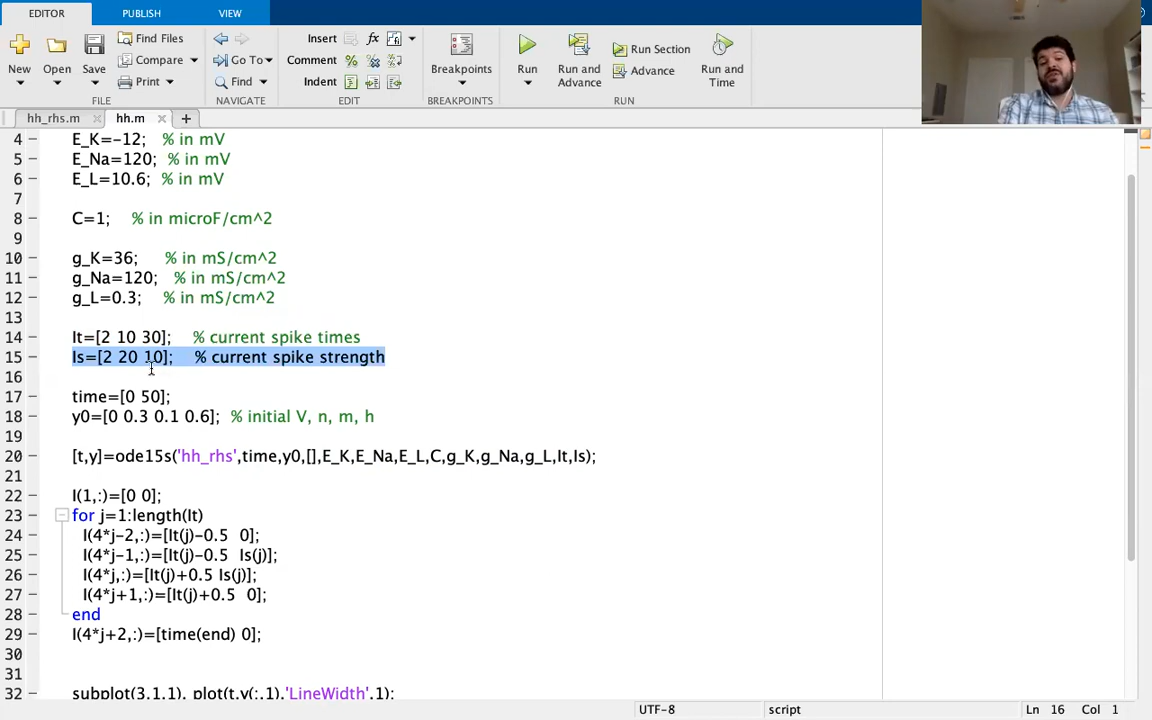 EDITOR PUBLISH VIEW
New Open Save Find Files Compare Print
FILE
Go To Find
NAVIGATE
Insert fx
Comment %
Indent
EDIT
Breakpoints
BREAKPOINTS
Run Run and Advance Run Section Advance Run and Time
RUN
hh_rhs.m hh.m
4 E_K=-12; % in mV
5 E_Na=120; % in mV
6 E_L=10.6; % in mV
7
8 C=1; % in microF/cm^2
9
10 g_K=36; % in mS/cm^2
11 g_Na=120; % in mS/cm^2
12 g_L=0.3; % in mS/cm^2
13
14 It=[2 10 30]; % current spike times
15 Is=[2 20 10]; % current spike strength
16
17 time=[0 50];
18 y0=[0 0.3 0.1 0.6]; % initial V, n, m, h
19
20 [t,y]=ode15s('hh_rhs',time,y0,[],E_K,E_Na,E_L,C,g_K,g_Na,g_L,It,Is);
21
22 I(1,:)=[0 0];
23 for j=1:length(It)
24 I(4*j-2,:)=[It(j)-0.5 0];
25 I(4*j-1,:)=[It(j)-0.5 Is(j)];
26 I(4*j,:)=[It(j)+0.5 Is(j)];
27 I(4*j+1,:)=[It(j)+0.5 0];
28 end
29 I(4*j+2,:)=[time(end) 0];
30
31
32 subplot(3,1,1), plot(t,y(:,1),'LineWidth',1);
UTF-8 script Ln 16 Col 1